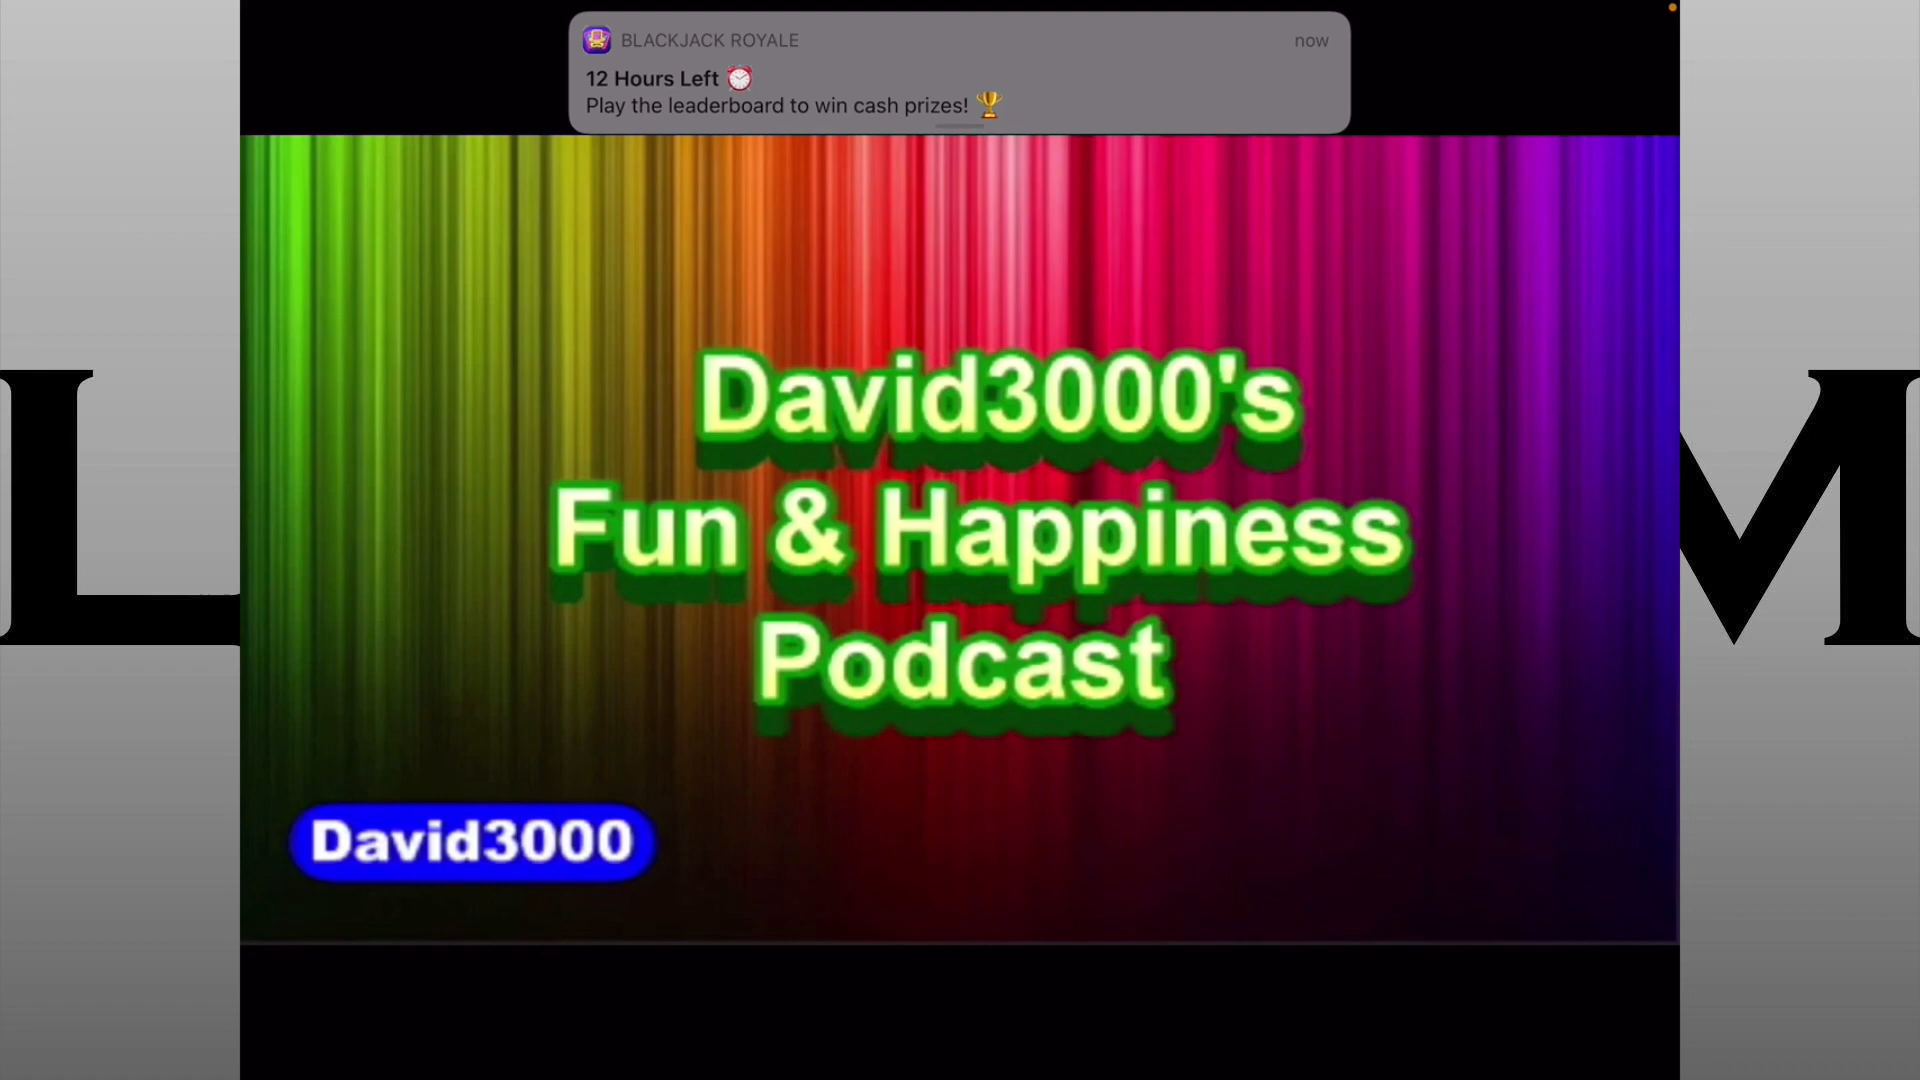 BLACKJACK ROYALE
now
12 Hours Left
Play the leaderboard to win cash prizes!
L
M
David3000's
Fun & Happiness
Podcast
David3000